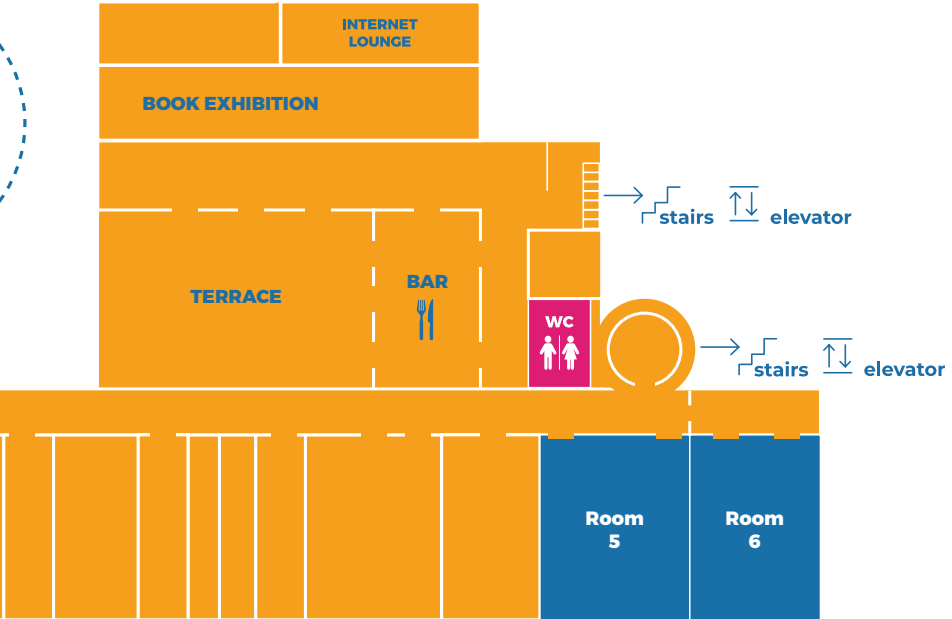 INTERNET
LOUNGE
BOOK EXHIBITION
stairs
elevator
TERRACE
BAR
WC
stairs
elevator
Room
5
Room
6